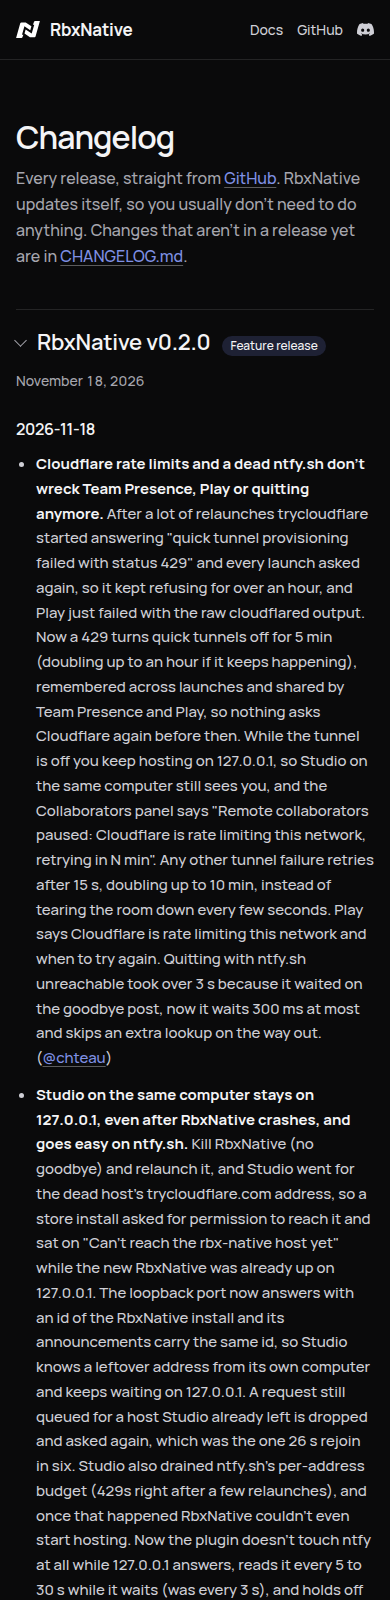 RbxNative
Docs GitHub
Changelog
Every release, straight from GitHub. RbxNative
updates itself, so you usually don't need to do
anything. Changes that aren't in a release yet
are in CHANGELOG.md.
RbxNative v0.2.0 Feature release
November 18, 2026
2026-11-18
• Cloudflare rate limits and a dead ntfy.sh don't
wreck Team Presence, Play or quitting
anymore. After a lot of relaunches trycloudflare
started answering "quick tunnel provisioning
failed with status 429" and every launch asked
again, so it kept refusing for over an hour, and
Play just failed with the raw cloudflared output.
Now a 429 turns quick tunnels off for 5 min
(doubling up to an hour if it keeps happening),
remembered across launches and shared by
Team Presence and Play, so nothing asks
Cloudflare again before then. While the tunnel
is off you keep hosting on 127.0.0.1, so Studio on
the same computer still sees you, and the
Collaborators panel says "Remote collaborators
paused: Cloudflare is rate limiting this network,
retrying in N min". Any other tunnel failure retries
after 15 s, doubling up to 10 min, instead of
tearing the room down every few seconds. Play
says Cloudflare is rate limiting this network and
when to try again. Quitting with ntfy.sh
unreachable took over 3 s because it waited on
the goodbye post, now it waits 300 ms at most
and skips an extra lookup on the way out.
(@chteau)
• Studio on the same computer stays on
127.0.0.1, even after RbxNative crashes, and
goes easy on ntfy.sh. Kill RbxNative (no
goodbye) and relaunch it, and Studio went for
the dead host's trycloudflare.com address, so a
store install asked for permission to reach it and
sat on "Can't reach the rbx-native host yet"
while the new RbxNative was already up on
127.0.0.1. The loopback port now answers with
an id of the RbxNative install and its
announcements carry the same id, so Studio
knows a leftover address from its own computer
and keeps waiting on 127.0.0.1. A request still
queued for a host Studio already left is dropped
and asked again, which was the one 26 s rejoin
in six. Studio also drained ntfy.sh's per-address
budget (429s right after a few relaunches), and
once that happened RbxNative couldn't even
start hosting. Now the plugin doesn't touch ntfy
at all while 127.0.0.1 answers, reads it every 5 to
30 s while it waits (was every 3 s), and holds off